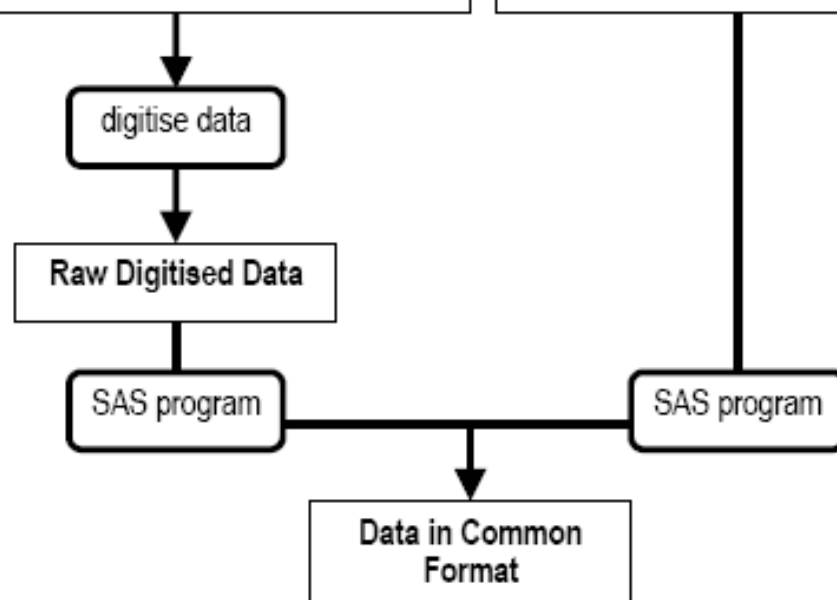 digitise data
Raw Digitised Data
SAS program
SAS program
Data in Common
Format